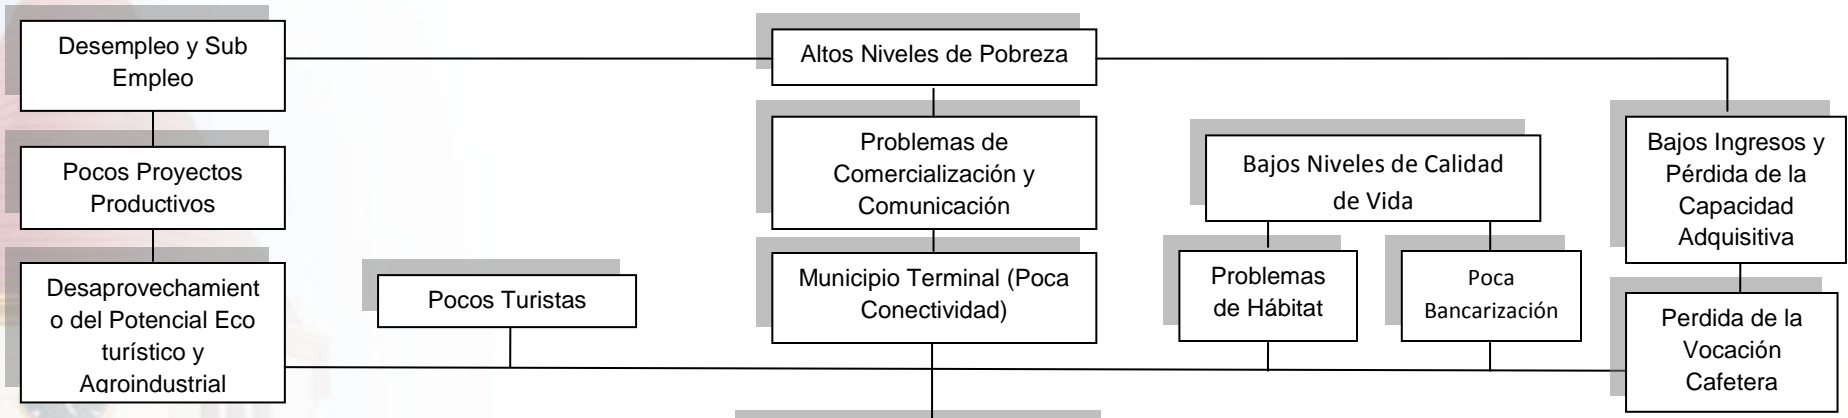 Desempleo y Sub
Empleo
Altos Niveles de Pobreza
Pocos Proyectos
Productivos
Problemas de
Comercialización y
Comunicación
Bajos Niveles de Calidad
de Vida
Bajos Ingresos y
Pérdida de la
Capacidad
Adquisitiva
Desaprovechamient
o del Potencial Eco
turístico y
Agroindustrial
Pocos Turistas
Municipio Terminal (Poca
Conectividad)
Problemas
de Hábitat
Poca
Bancarización
Perdida de la
Vocación
Cafetera